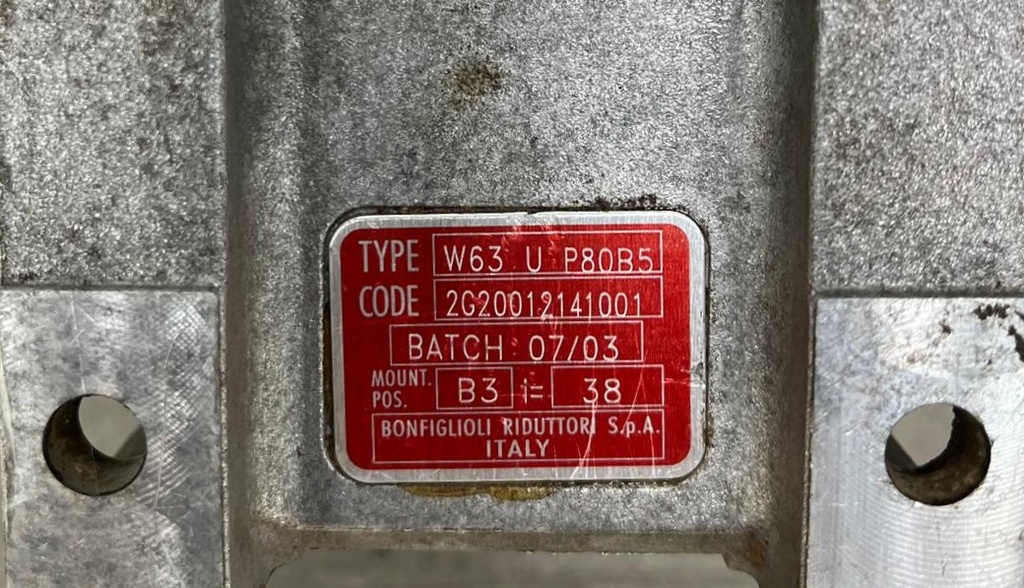 TYPE W63 U P80B5
CODE 2G20012141001
BATCH 07/03
MOUNT. POS. B3 i= 38
BONFIGLIOLI RIDUTTORI S.p.A.
ITALY